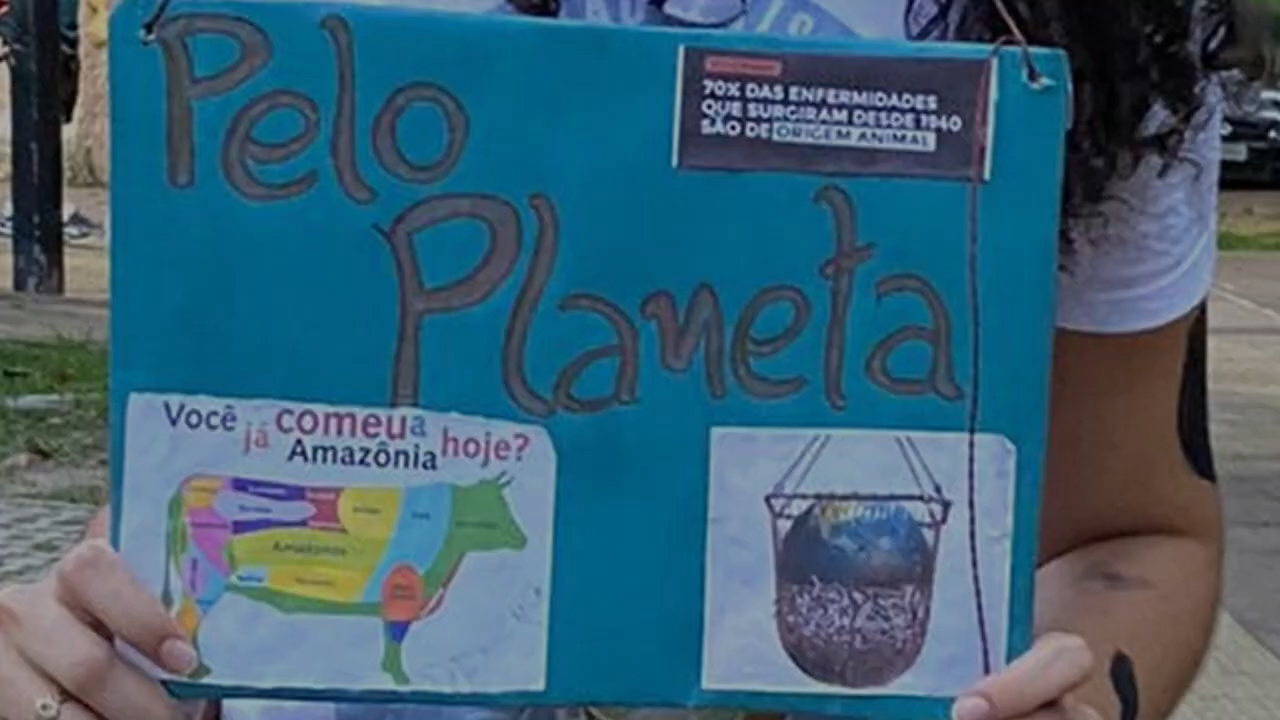 Pelo
Planeta
70% DAS ENFERMIDADES
QUE SURGIRAM DESDE 1940
SÃO DE ORIGEM ANIMAL
Você já comeu a hoje?
Amazônia
Amazonas